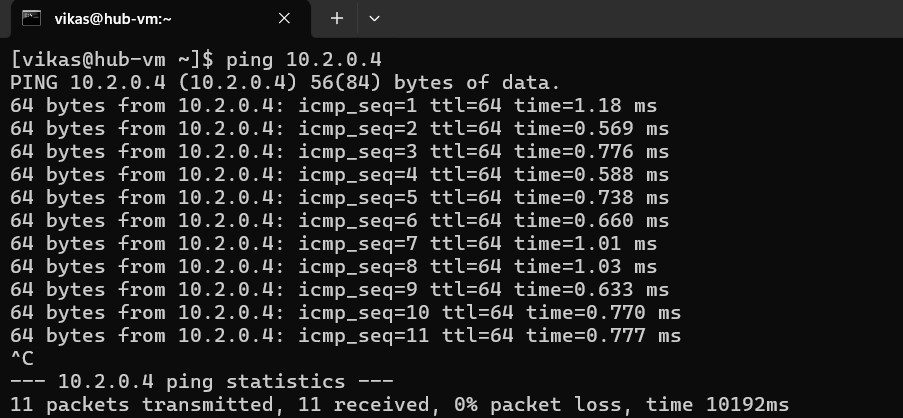 vikas@hub-vm:~
[vikas@hub-vm ~]$ ping 10.2.0.4
PING 10.2.0.4 (10.2.0.4) 56(84) bytes of data.
64 bytes from 10.2.0.4: icmp_seq=1 ttl=64 time=1.18 ms
64 bytes from 10.2.0.4: icmp_seq=2 ttl=64 time=0.569 ms
64 bytes from 10.2.0.4: icmp_seq=3 ttl=64 time=0.776 ms
64 bytes from 10.2.0.4: icmp_seq=4 ttl=64 time=0.588 ms
64 bytes from 10.2.0.4: icmp_seq=5 ttl=64 time=0.738 ms
64 bytes from 10.2.0.4: icmp_seq=6 ttl=64 time=0.660 ms
64 bytes from 10.2.0.4: icmp_seq=7 ttl=64 time=1.01 ms
64 bytes from 10.2.0.4: icmp_seq=8 ttl=64 time=1.03 ms
64 bytes from 10.2.0.4: icmp_seq=9 ttl=64 time=0.633 ms
64 bytes from 10.2.0.4: icmp_seq=10 ttl=64 time=0.770 ms
64 bytes from 10.2.0.4: icmp_seq=11 ttl=64 time=0.777 ms
^C
--- 10.2.0.4 ping statistics ---
11 packets transmitted, 11 received, 0% packet loss, time 10192ms